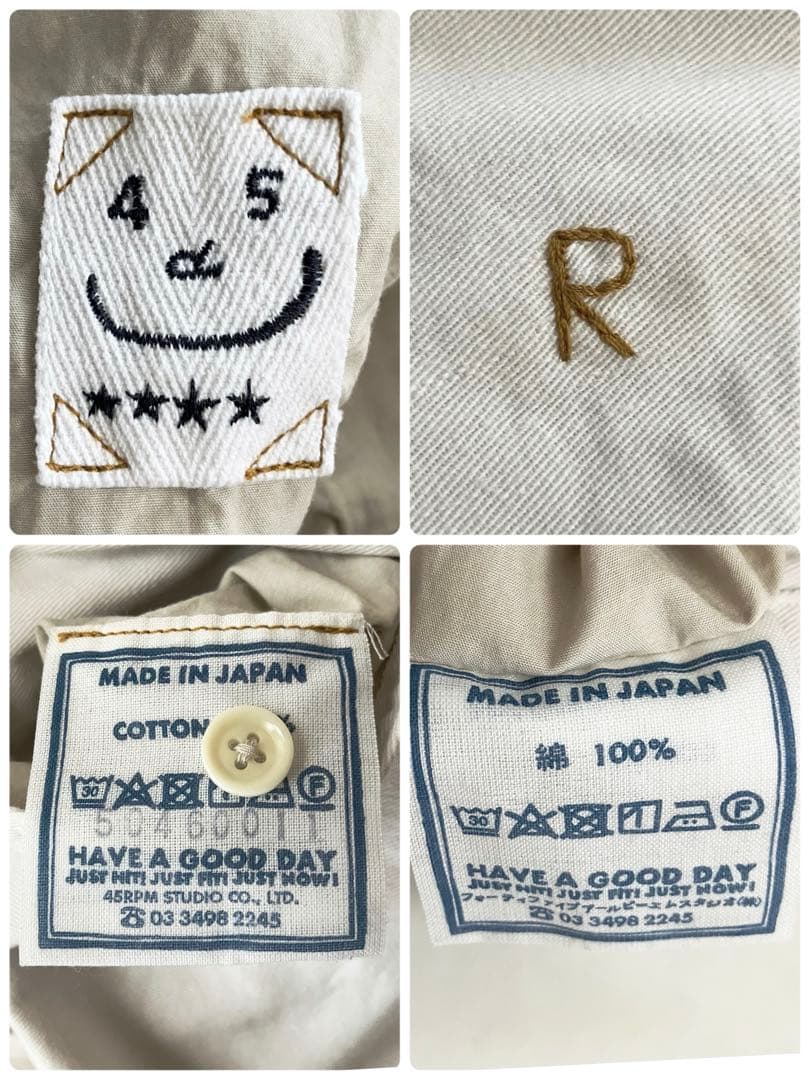 4 5
R
R
MADE IN JAPAN
COTTON %
30 F
50460011
HAVE A GOOD DAY
JUST HIT! JUST FIT! JUST NOW!
45RPM STUDIO CO., LTD.
☎ 03 3498 2245
MADE IN JAPAN
綿 100%
30 F
HAVE A GOOD DAY
JUST HIT! JUST FIT! JUST NOW!
フォーティファイブアールピーエムスタジオ(株)
☎ 03 3498 2245